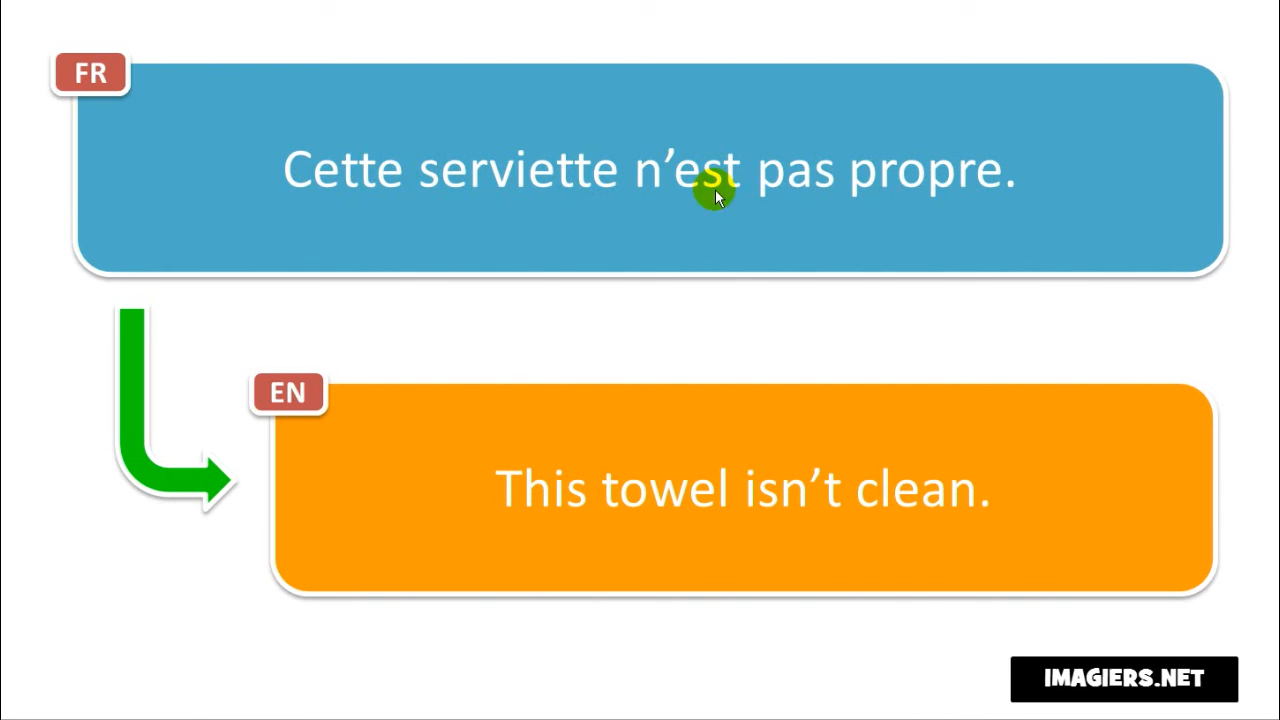 FR
Cette serviette n’est pas propre.
EN
This towel isn’t clean.
IMAGIERS.NET